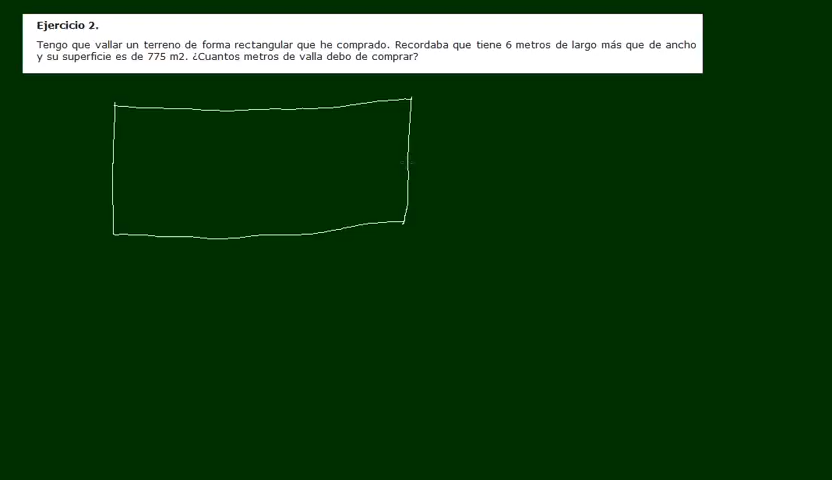 Ejercicio 2.
Tengo que vallar un terreno de forma rectangular que he comprado. Recordaba que tiene 6 metros de largo más que de ancho
y su superficie es de 775 m2. ¿Cuantos metros de valla debo de comprar?